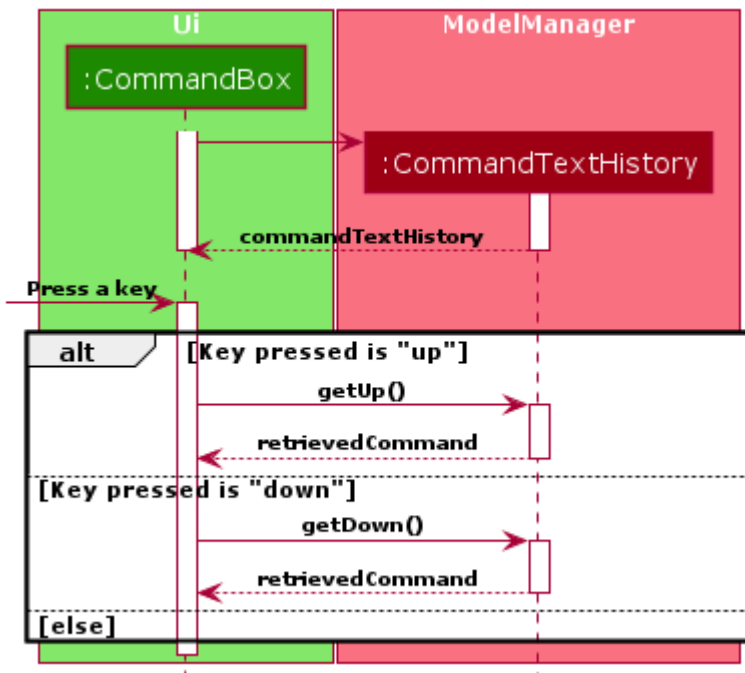 Ui
ModelManager
:CommandBox
:CommandTextHistory
commandTextHistory
Press a key
alt
[Key pressed is "up"]
getUp()
retrievedCommand
[Key pressed is "down"]
getDown()
retrievedCommand
[else]